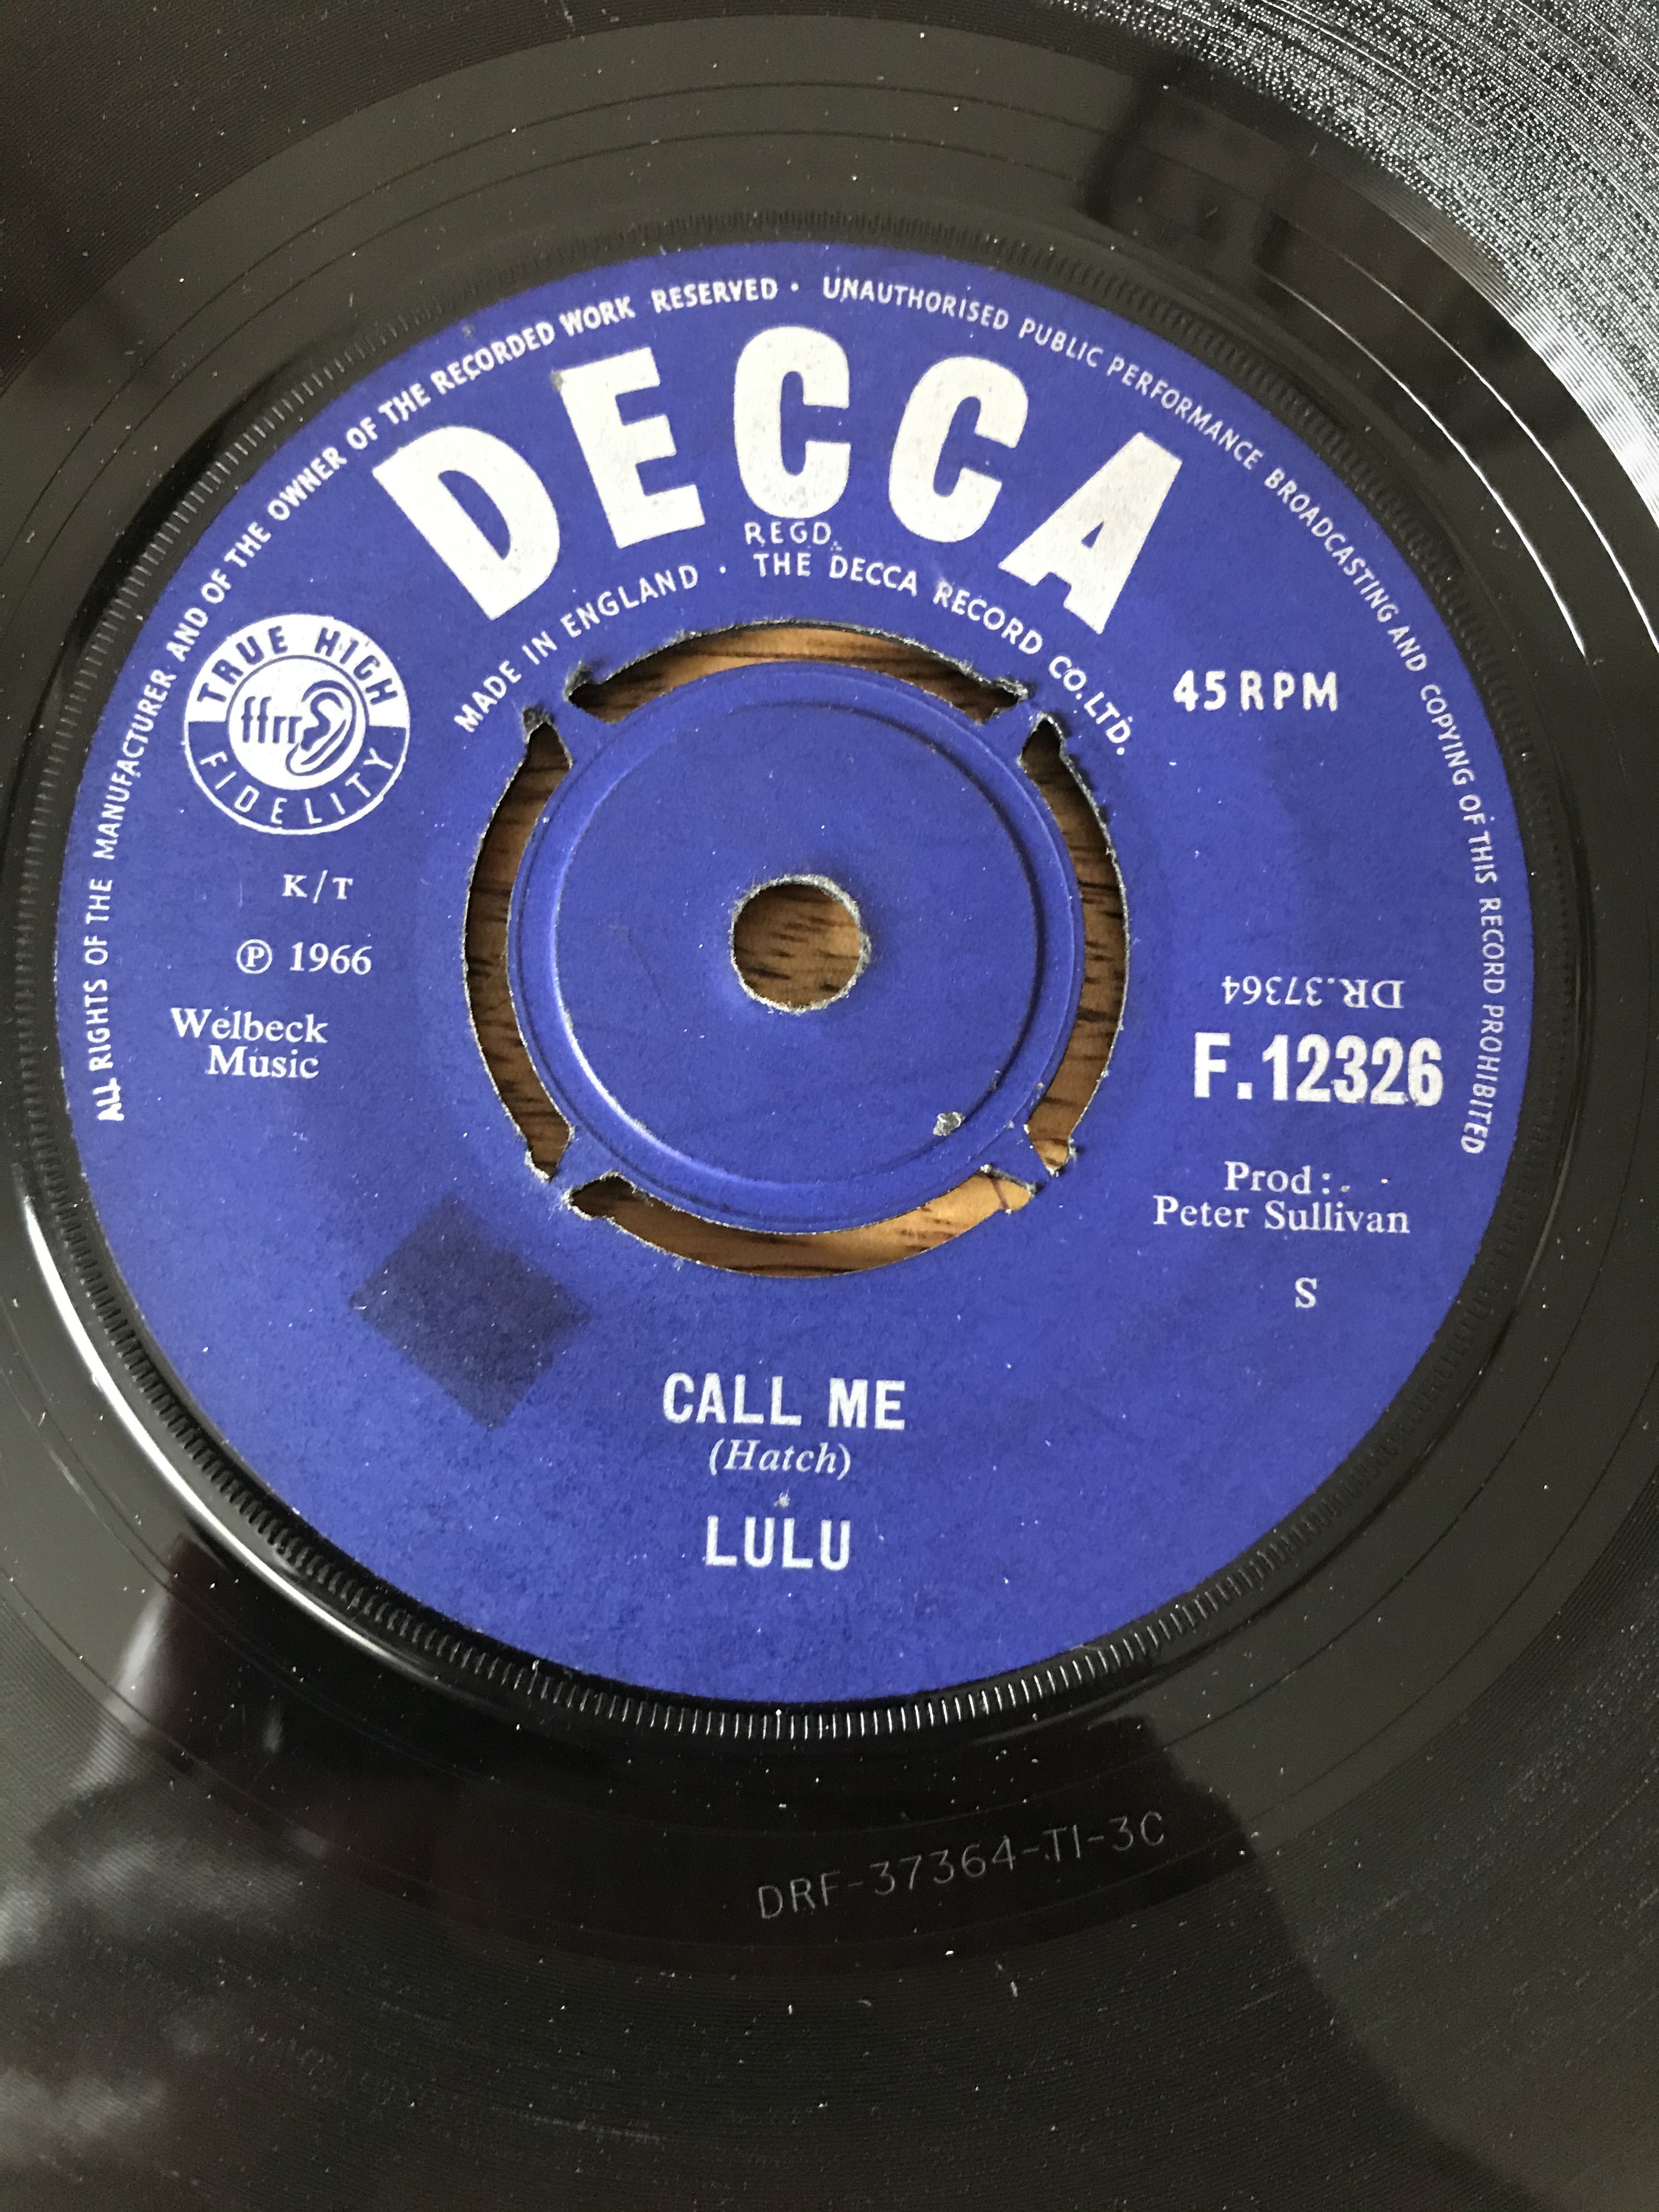 ALL RIGHTS OF THE MANUFACTURER AND OF THE OWNER OF THE RECORDED WORK RESERVED · UNAUTHORISED PUBLIC PERFORMANCE BROADCASTING AND COPYING OF THIS RECORD PROHIBITED
DECCA
REGD.
MADE IN ENGLAND · THE DECCA RECORD CO. LTD.
TRUE HIGH
ffrr
FIDELITY
45 RPM
K/T
℗ 1966
Welbeck
Music
DR.37364
F.12326
Prod:-
Peter Sullivan
S
CALL ME
(Hatch)
LULU
DRF-37364-T1-3C